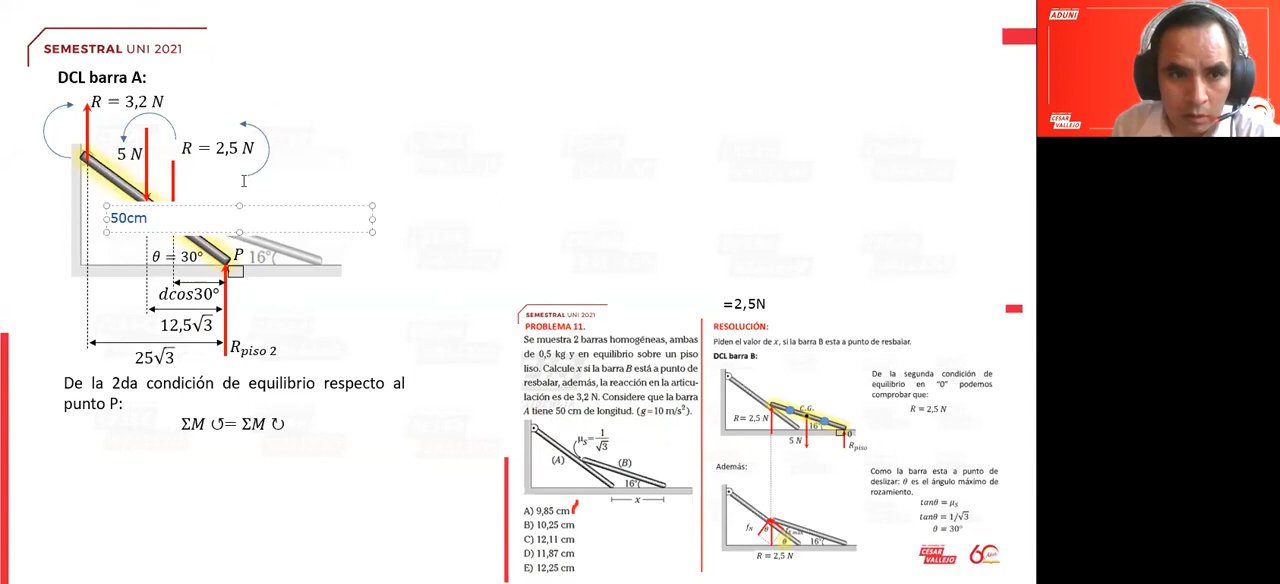 SEMESTRAL UNI 2021
DCL barra A:
R = 3,2 N
5 N
R = 2,5 N
50cm
θ = 30°
P
16°
dcos30°
12,5√3
25√3
R_piso 2
De la 2da condición de equilibrio respecto al
punto P:
ΣM ↺= ΣM ↻
=2,5N
SEMESTRAL UNI 2021
PROBLEMA 11.
Se muestra 2 barras homogéneas, ambas
de 0,5 kg y en equilibrio sobre un piso
liso. Calcule x si la barra B está a punto de
resbalar, además, la reacción en la articu-
lación es de 3,2 N. Considere que la barra
A tiene 50 cm de longitud. (g=10 m/s²).
μs=1/√3
(A)
(B)
16°
x
A) 9,85 cm
B) 10,25 cm
C) 12,11 cm
D) 11,87 cm
E) 12,25 cm
RESOLUCIÓN:
Piden el valor de x, si la barra B esta a punto de resbalar.
DCL barra B:
C.G.
R = 2,5 N
16°
O
5 N
R_piso
De la segunda condición de
equilibrio en "0" podemos
comprobar que:
R = 2,5 N
Además:
f_N
θ
θ
16°
R = 2,5 N
Como la barra esta a punto de
deslizar: θ es el ángulo máximo de
rozamiento.
tanθ = μs
tanθ = 1/√3
θ = 30°
CESAR
VALLEJO
60
ADUNI
CESAR
VALLEJO